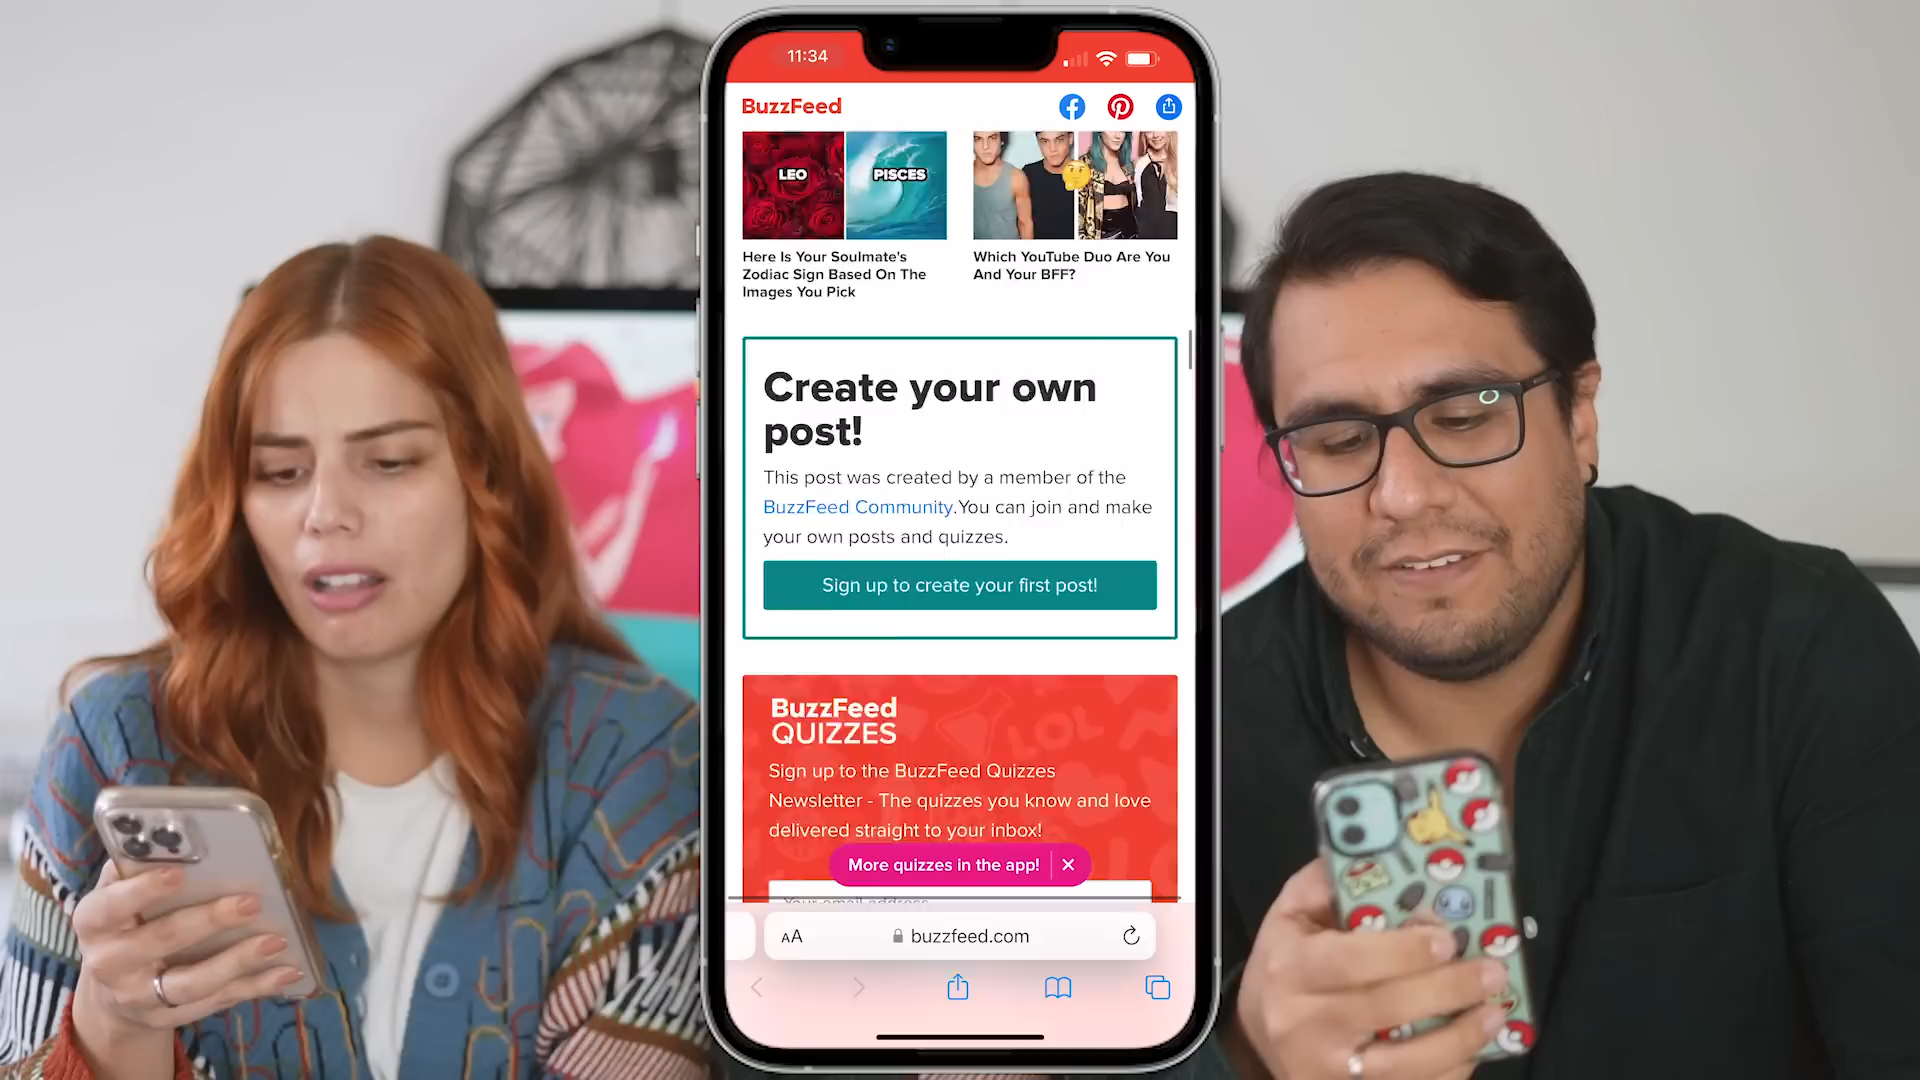 11:34
BuzzFeed
LEO
PISCES
Here Is Your Soulmate's
Zodiac Sign Based On The
Images You Pick
Which YouTube Duo Are You
And Your BFF?
Create your own
post!
This post was created by a member of the
BuzzFeed Community.You can join and make
your own posts and quizzes.
Sign up to create your first post!
BuzzFeed
QUIZZES
LOL
Sign up to the BuzzFeed Quizzes
Newsletter - The quizzes you know and love
delivered straight to your inbox!
More quizzes in the app!
Your email address
AA
buzzfeed.com